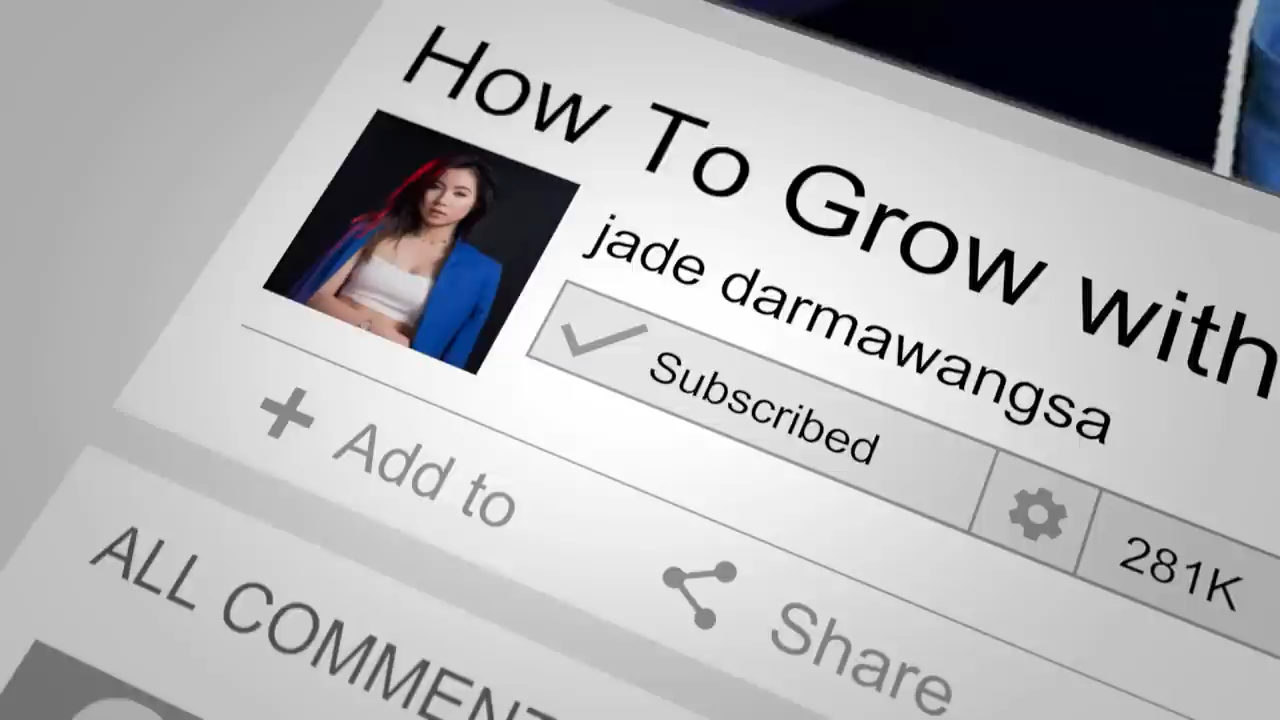 How To Grow with
jade darmawangsa
Subscribed
281K
Add to
Share
ALL COMMENT